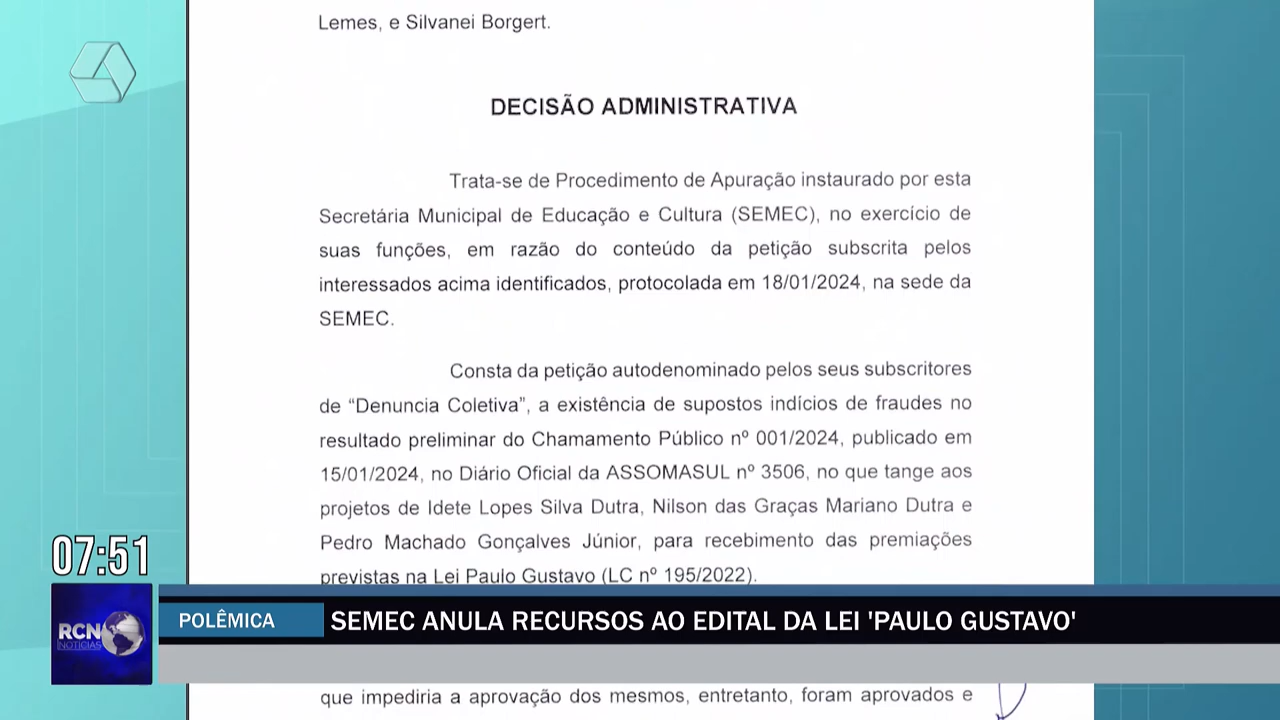 Lemes, e Silvanei Borgert.
DECISÃO ADMINISTRATIVA
Trata-se de Procedimento de Apuração instaurado por esta
Secretária Municipal de Educação e Cultura (SEMEC), no exercício de
suas funções, em razão do conteúdo da petição subscrita pelos
interessados acima identificados, protocolada em 18/01/2024, na sede da
SEMEC.
Consta da petição autodenominado pelos seus subscritores
de “Denuncia Coletiva”, a existência de supostos indícios de fraudes no
resultado preliminar do Chamamento Público nº 001/2024, publicado em
15/01/2024, no Diário Oficial da ASSOMASUL nº 3506, no que tange aos
projetos de Idete Lopes Silva Dutra, Nilson das Graças Mariano Dutra e
Pedro Machado Gonçalves Júnior, para recebimento das premiações
previstas na Lei Paulo Gustavo (LC nº 195/2022).
07:51
RCN
NOTÍCIAS
POLÊMICA
SEMEC ANULA RECURSOS AO EDITAL DA LEI 'PAULO GUSTAVO'
que impediria a aprovação dos mesmos, entretanto, foram aprovados e